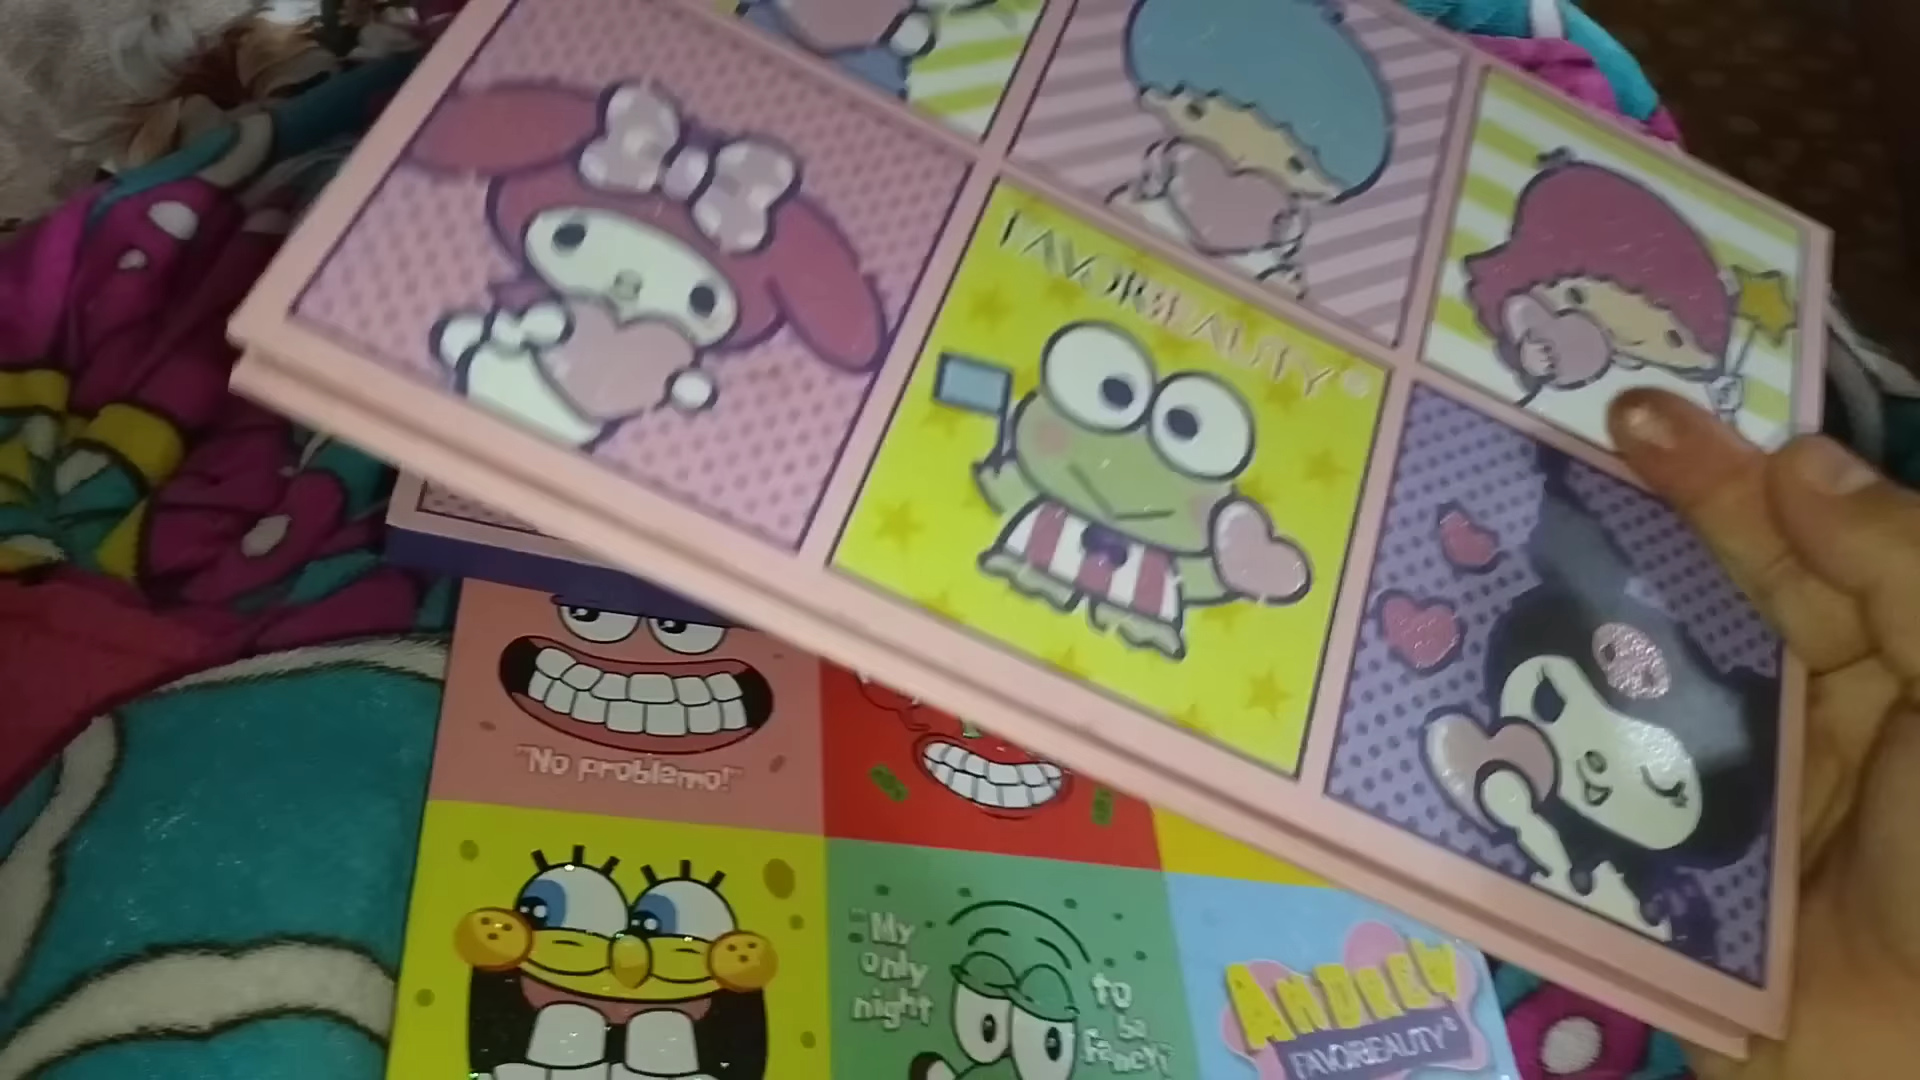 FAVORBEAUTY®
"No problemo!"
"My
only
night
to
be
fancy!"
ANDREW
FAVORBEAUTY®